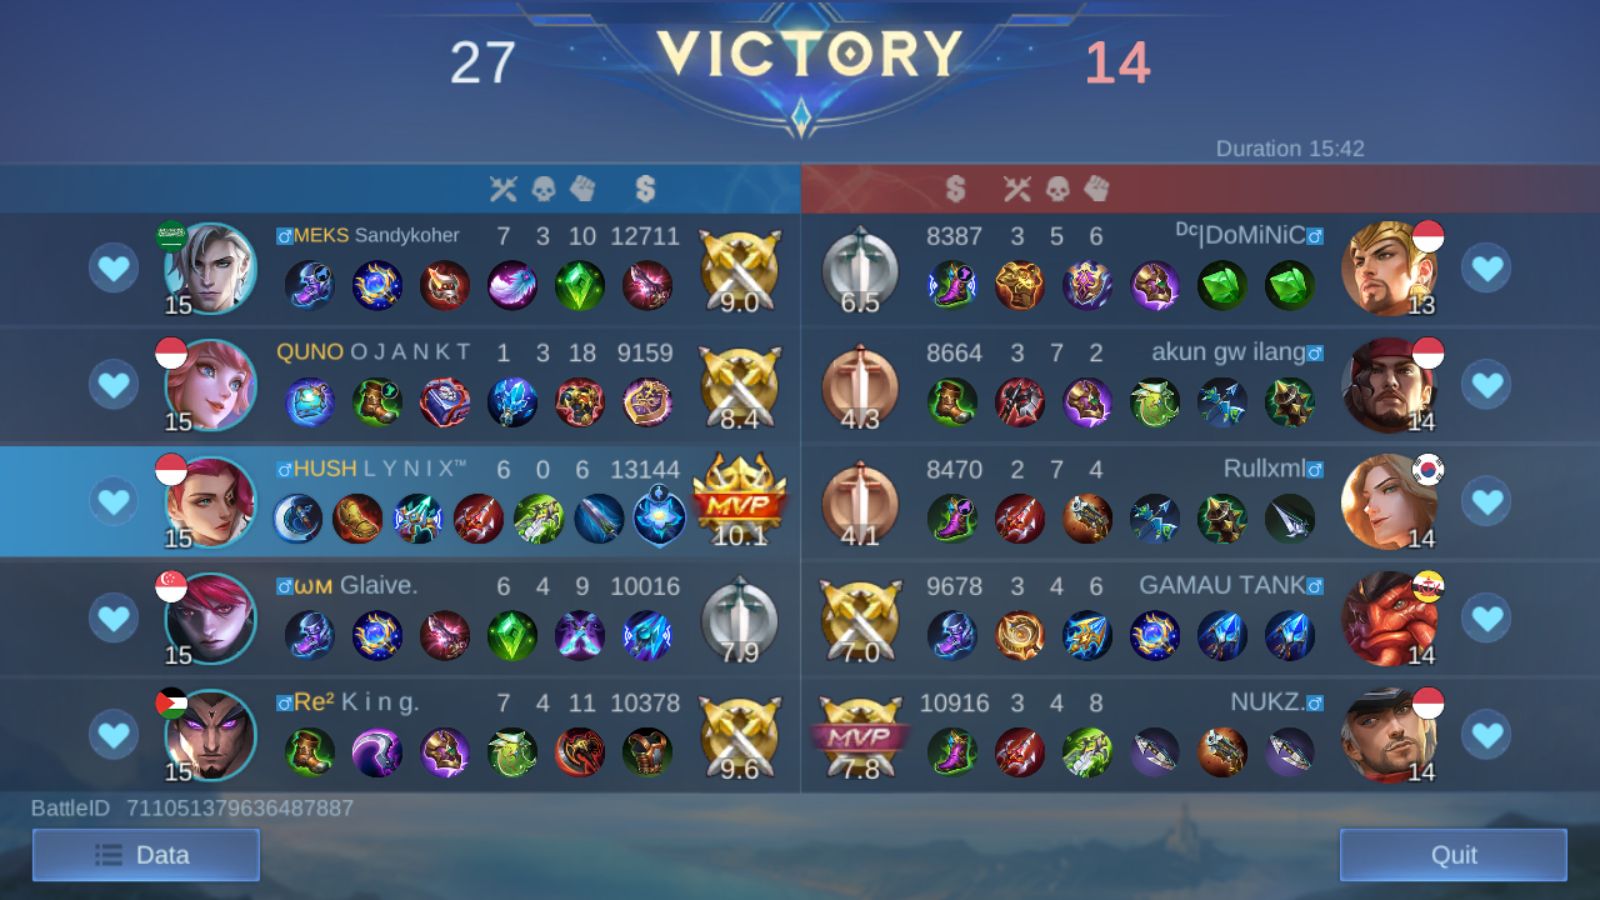 27 VICTORY 14
Duration 15:42
MEKS Sandykoher 7 3 10 12711
15 9.0
8387 3 5 6 ᴰᶜ|DoMiNiC
6.5 13
QUNO O J A N K T 1 3 18 9159
15 8.4
8664 3 7 2 akun gw ilang
4.3 14
HUSH L Y N I X™ 6 0 6 13144
MVP
15 10.1
8470 2 7 4 Rullxml
4.1 14
ωм Glaive. 6 4 9 10016
15 7.9
9678 3 4 6 GAMAU TANK
7.0 14
Re² K i n g. 7 4 11 10378
15 9.6
10916 3 4 8 NUKZ.
MVP
7.8 14
BattleID 711051379636487887
Data
Quit